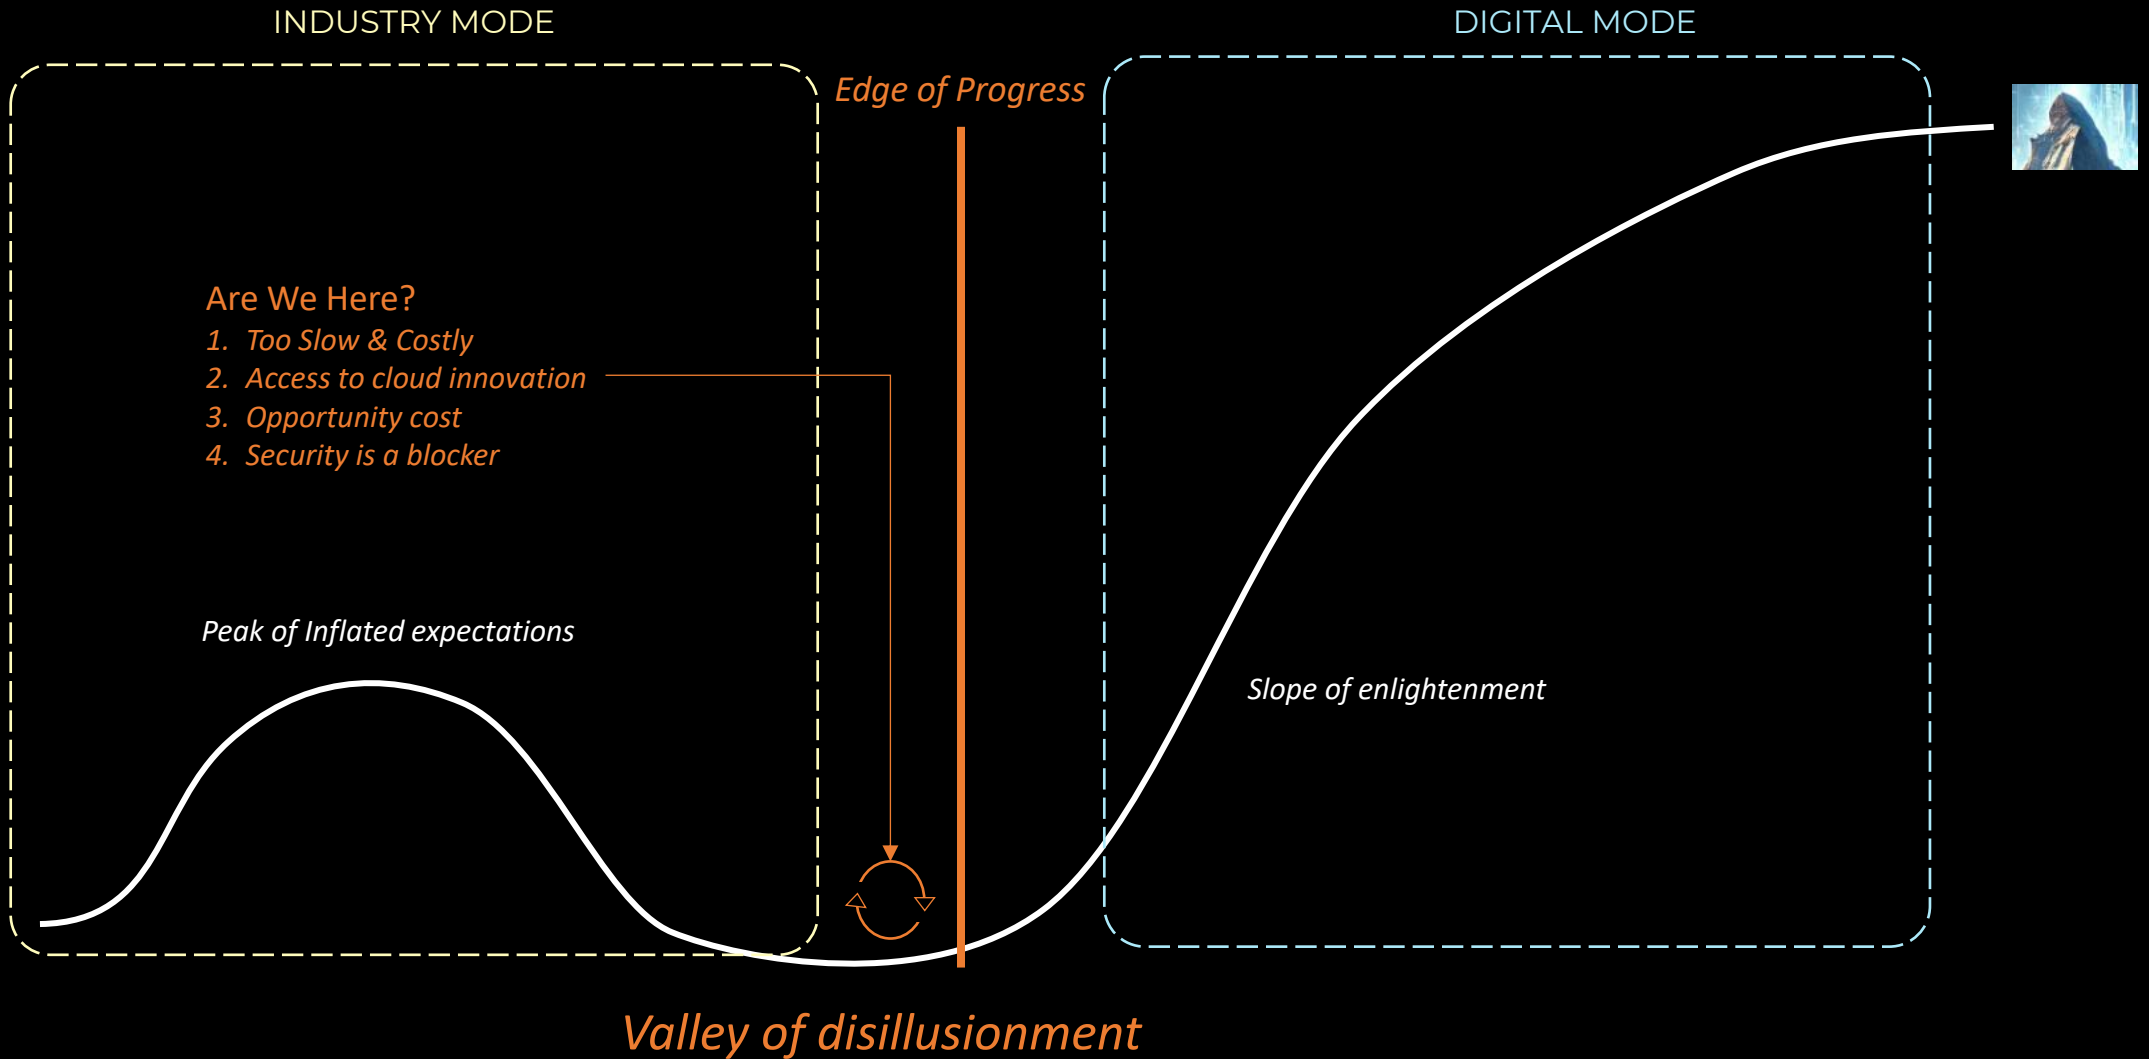 INDUSTRY MODE
DIGITAL MODE
Edge of Progress
Are We Here?
1. Too Slow & Costly
2. Access to cloud innovation
3. Opportunity cost
4. Security is a blocker
Peak of Inflated expectations
Slope of enlightenment
Valley of disillusionment